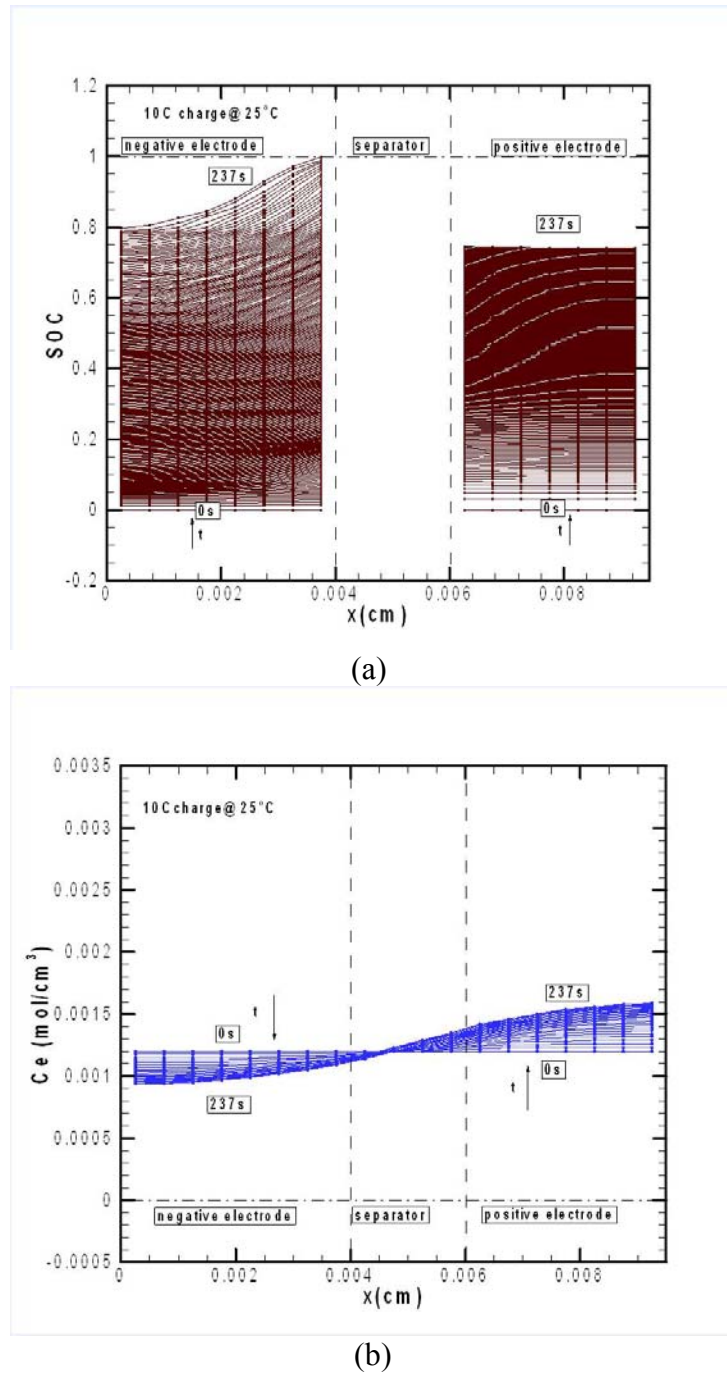 1.2
10C charge@25°C
negative electrode
separator
positive electrode
1
237s
237s
0.8
0.6
SOC
0.4
0.2
0
0s
0s
t
t
-0.2
0
0.002
0.004
0.006
0.008
x(cm)
(a)
0.0035
10C charge@25°C
0.003
0.0025
Ce (mol/cm³)
0.002
t
237s
0.0015
0s
0.001
0s
t
237s
0.0005
0
negative electrode
separator
positive electrode
-0.0005
0
0.002
0.004
0.006
0.008
x(cm)
(b)